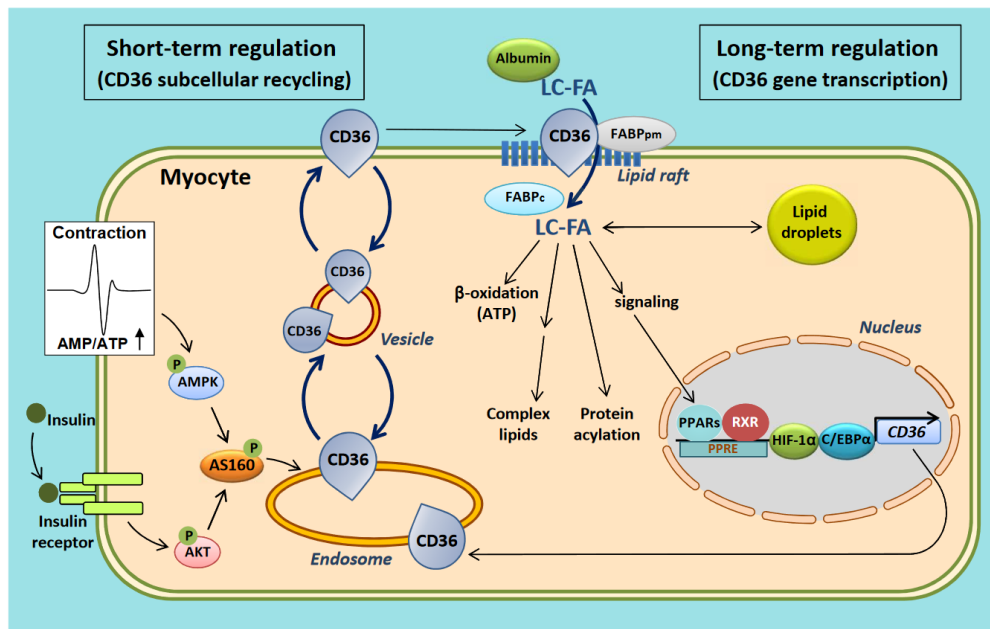 Short-term regulation
(CD36 subcellular recycling)
Long-term regulation
(CD36 gene transcription)
Albumin
LC-FA
CD36
CD36
FABPpm
Lipid raft
Myocyte
FABPc
LC-FA
Lipid
droplets
Contraction
AMP/ATP ↑
CD36
CD36
Vesicle
β-oxidation
(ATP)
signaling
Nucleus
P
AMPK
Insulin
Complex
lipids
Protein
acylation
PPARs
RXR
PPRE
HIF-1α
C/EBPα
CD36
P
AS160
CD36
Insulin
receptor
P
AKT
CD36
Endosome